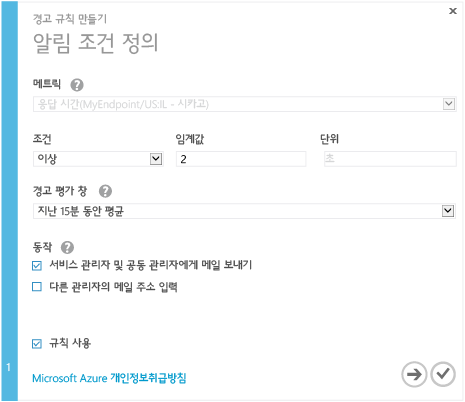 경고 규칙 만들기
알림 조건 정의
메트릭 ?
응답 시간(MyEndpoint/US:IL - 시카고)
조건 임계값 단위
이상 2 초
경고 평가 창 ?
지난 15분 동안 평균
동작 ?
서비스 관리자 및 공동 관리자에게 메일 보내기
다른 관리자의 메일 주소 입력
규칙 사용
1
Microsoft Azure 개인정보취급방침